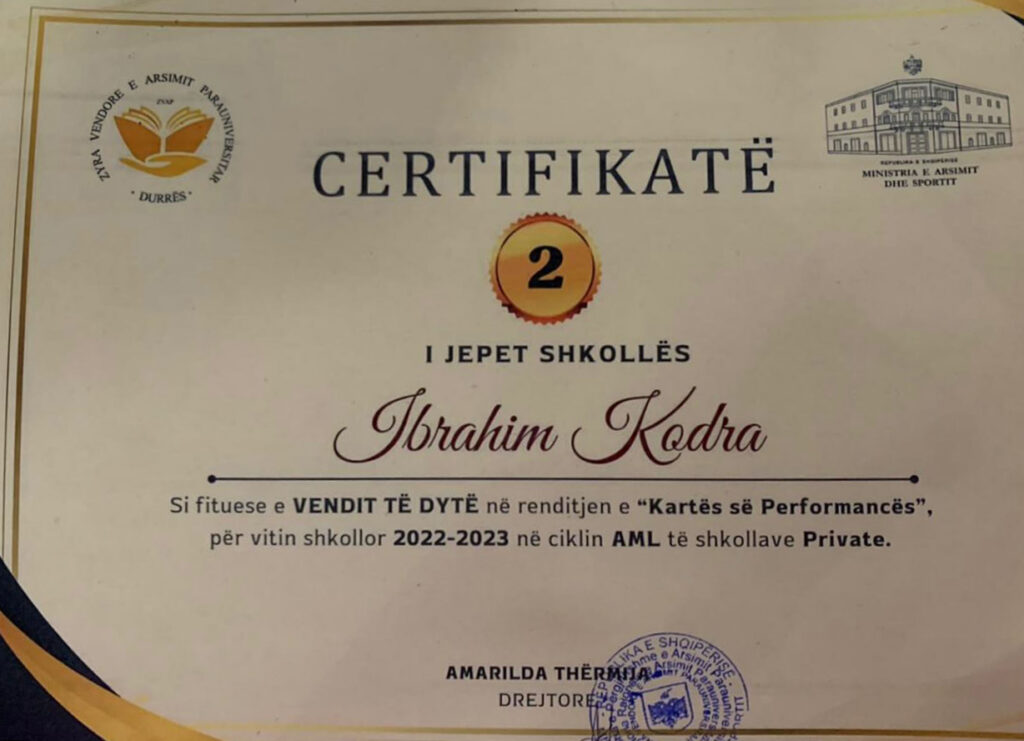 ZYRA VENDORE E ARSIMIT PARAUNIVERSITAR
ZVAP
· DURRËS ·
REPUBLIKA E SHQIPËRISË
MINISTRIA E ARSIMIT
DHE SPORTIT
CERTIFIKATË
2
I JEPET SHKOLLËS
Ibrahim Kodra
Si fituese e VENDIT TË DYTË në renditjen e “Kartës së Performancës”,
për vitin shkollor 2022-2023 në ciklin AML të shkollave Private.
AMARILDA THËRMIJA
DREJTORE
REPUBLIKA E SHQIPËRISË